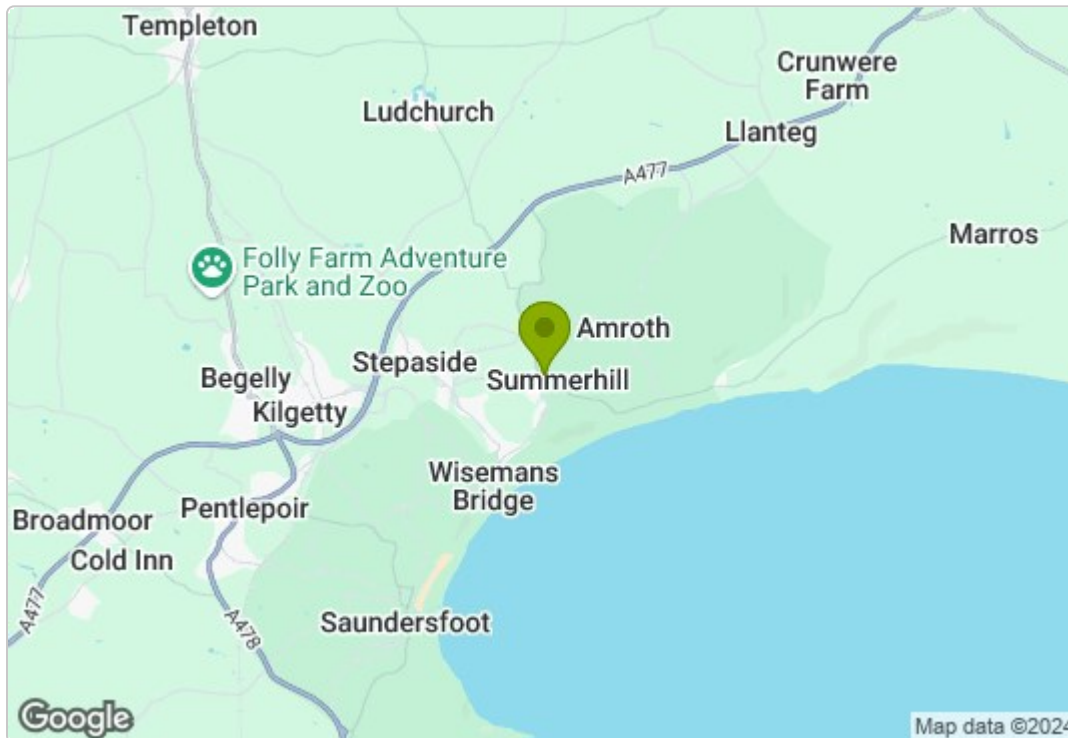 Templeton
Crunwere
Farm
Ludchurch
Llanteg
A477
Marros
Folly Farm Adventure
Park and Zoo
Amroth
Stepaside
Summerhill
Begelly
Kilgetty
Wisemans
Bridge
Pentlepoir
Broadmoor
Cold Inn
A477
A478
Saundersfoot
Google
Map data ©2024